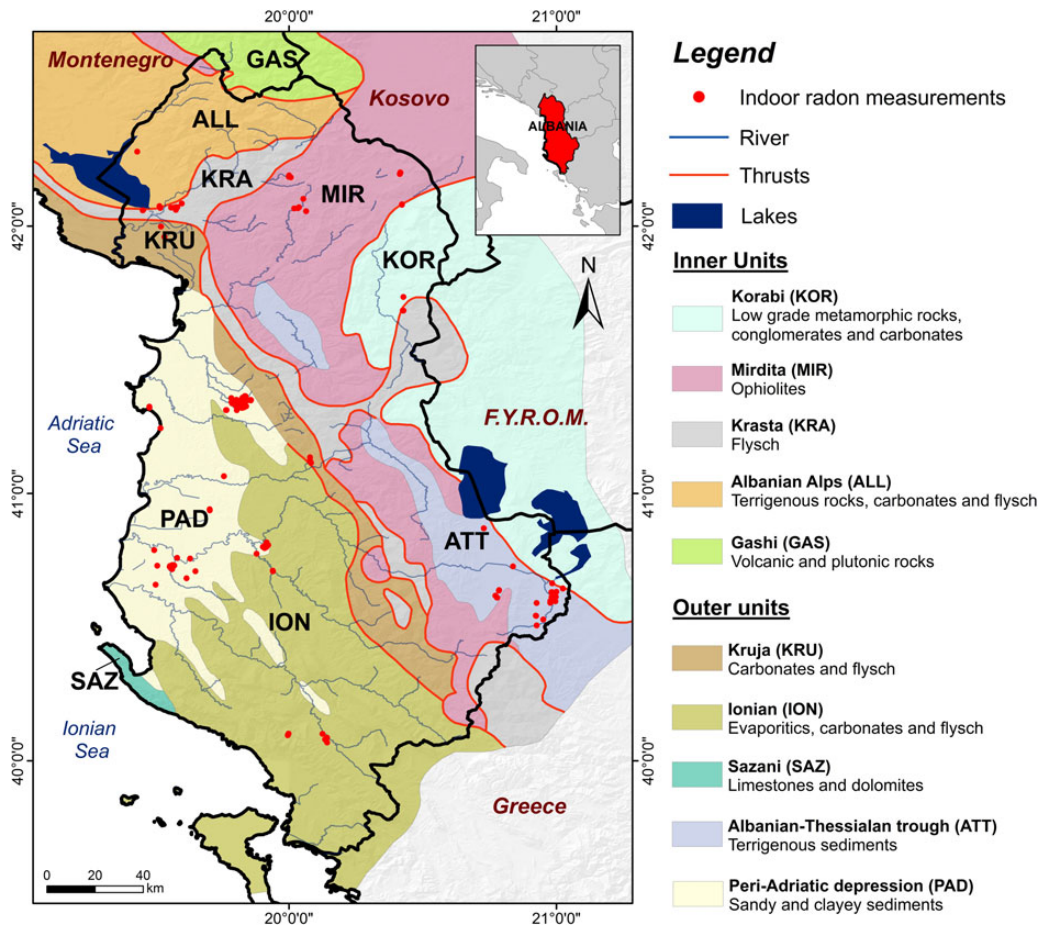 20°0'0"
21°0'0"
Montenegro
GAS
Kosovo
ALL
KRA
MIR
KRU
KOR
42°0'0"
42°0'0"
ALBANIA
N
Adriatic
Sea
F.Y.R.O.M.
41°0'0"
41°0'0"
PAD
ATT
ION
SAZ
Ionian
Sea
40°0'0"
40°0'0"
Greece
0 20 40
km
20°0'0"
21°0'0"
Legend
Indoor radon measurements
River
Thrusts
Lakes
Inner Units
Korabi (KOR)
Low grade metamorphic rocks,
conglomerates and carbonates
Mirdita (MIR)
Ophiolites
Krasta (KRA)
Flysch
Albanian Alps (ALL)
Terrigenous rocks, carbonates and flysch
Gashi (GAS)
Volcanic and plutonic rocks
Outer units
Kruja (KRU)
Carbonates and flysch
Ionian (ION)
Evaporitics, carbonates and flysch
Sazani (SAZ)
Limestones and dolomites
Albanian-Thessialan trough (ATT)
Terrigenous sediments
Peri-Adriatic depression (PAD)
Sandy and clayey sediments